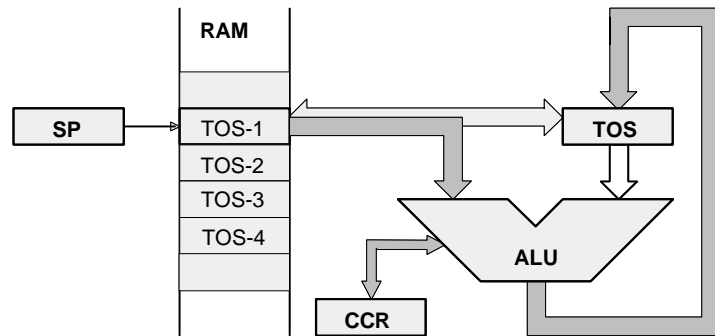 RAM
SP
TOS-1
TOS
TOS-2
TOS-3
TOS-4
ALU
CCR